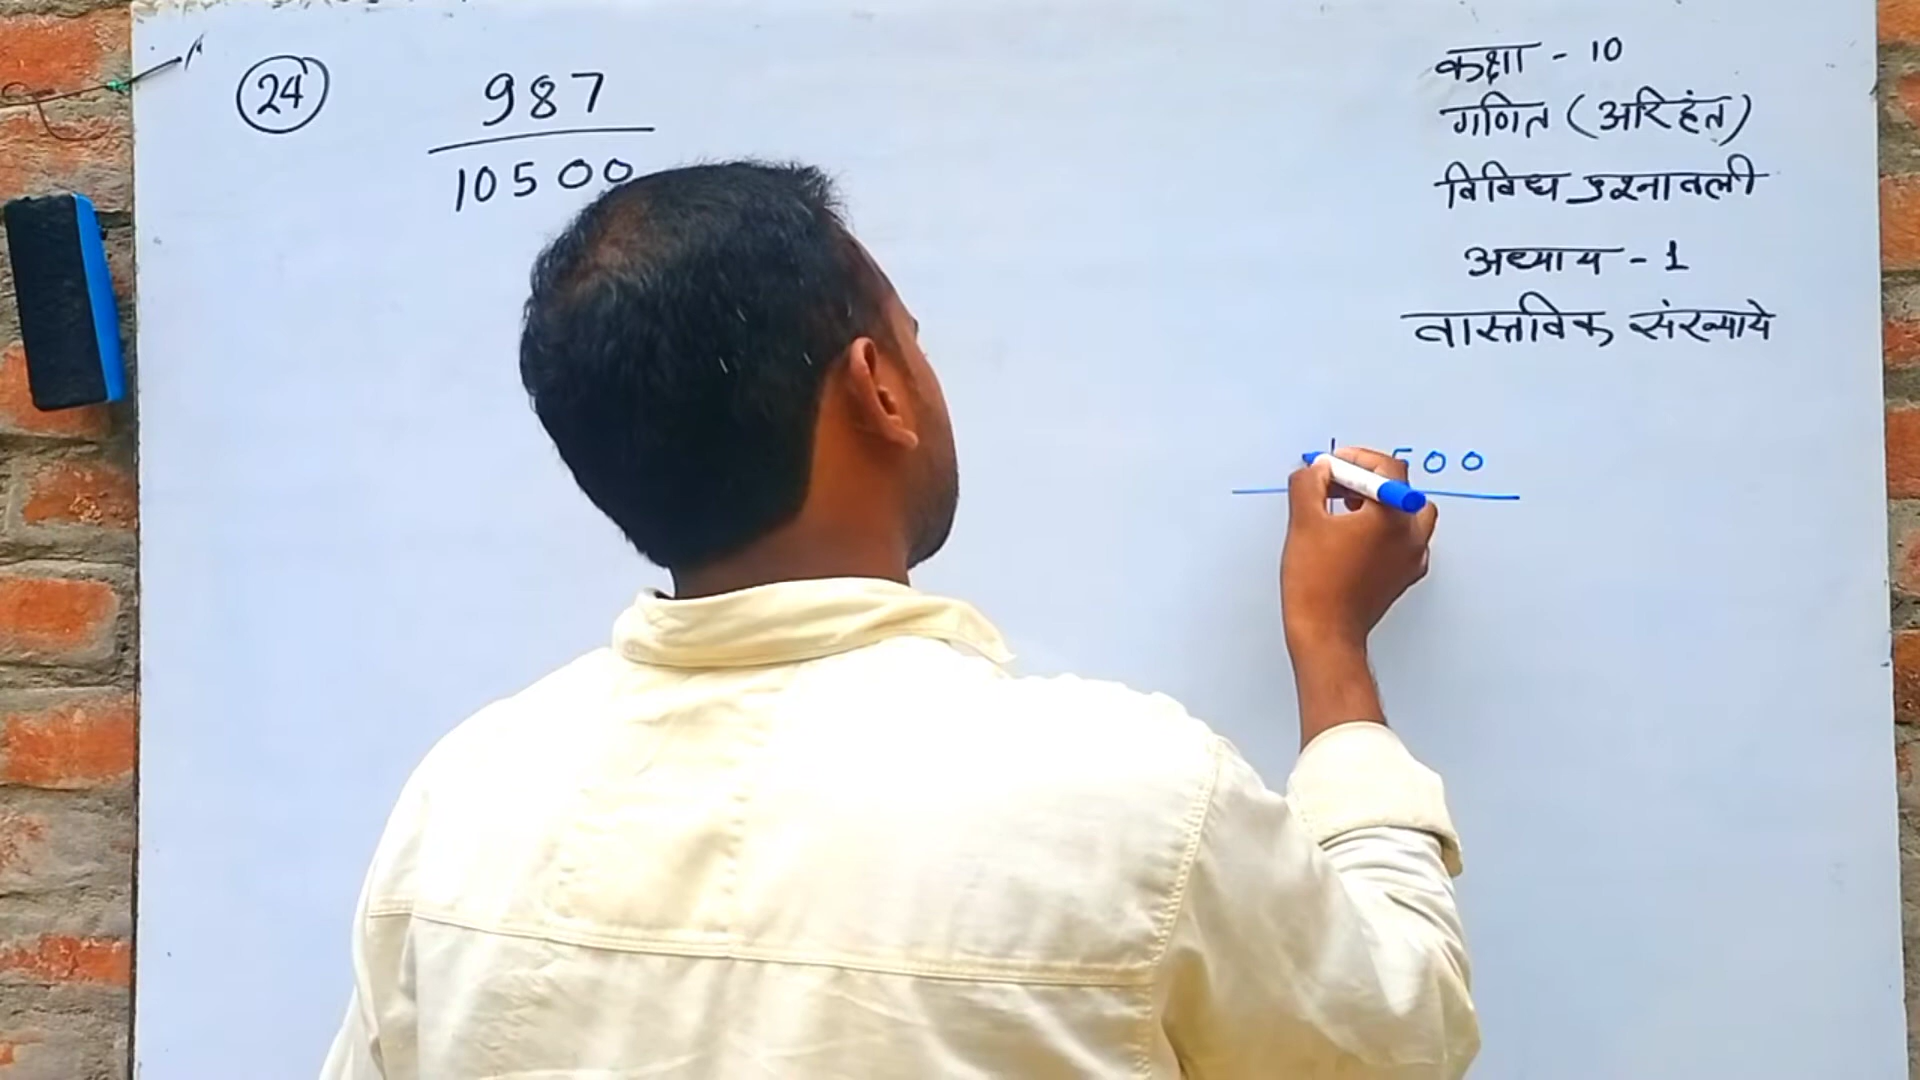 24
987
10500
कक्षा - 10
गणित (अरिहंत)
विविध प्रश्नावली
अध्याय - 1
वास्तविक संख्याये
500